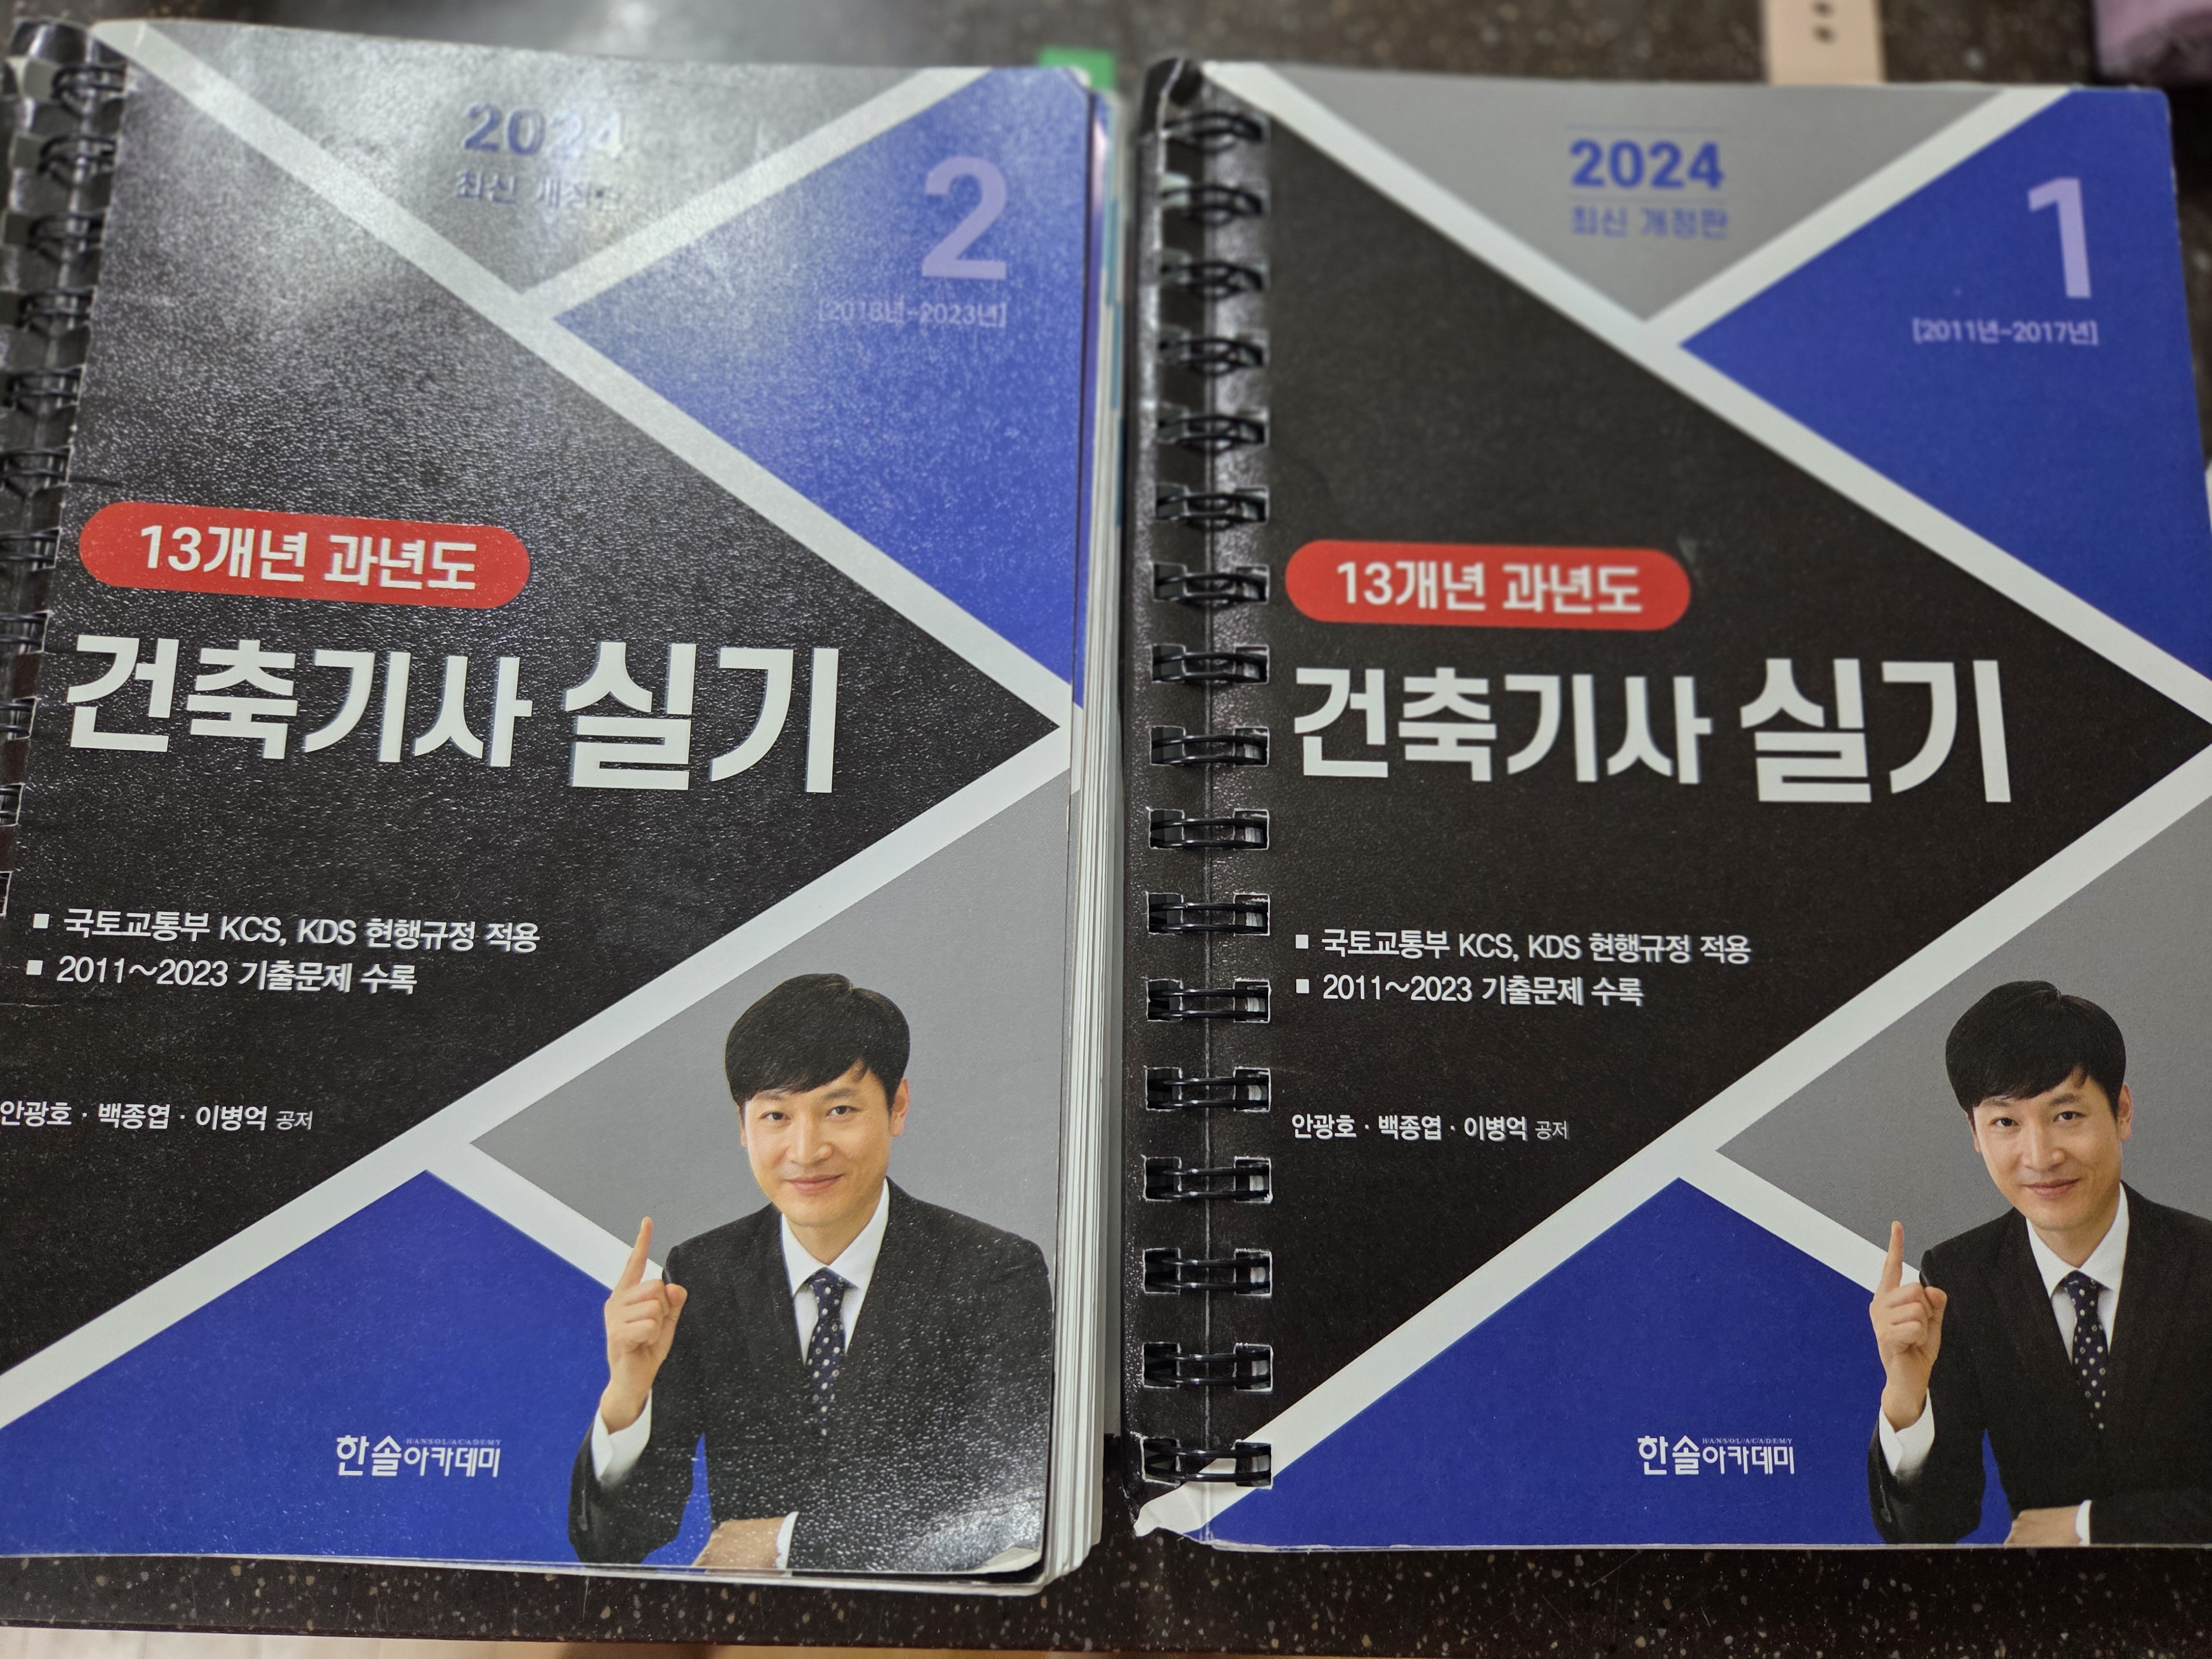 2024
최신 개정판
2
[2018년-2023년]
13개년 과년도
건축기사 실기
▪ 국토교통부 KCS, KDS 현행규정 적용
▪ 2011~2023 기출문제 수록
안광호 · 백종엽 · 이병억 공저
HANSOL ACADEMY
한솔아카데미
2024
최신 개정판
1
[2011년-2017년]
13개년 과년도
건축기사 실기
▪ 국토교통부 KCS, KDS 현행규정 적용
▪ 2011~2023 기출문제 수록
안광호 · 백종엽 · 이병억 공저
HANSOL ACADEMY
한솔아카데미